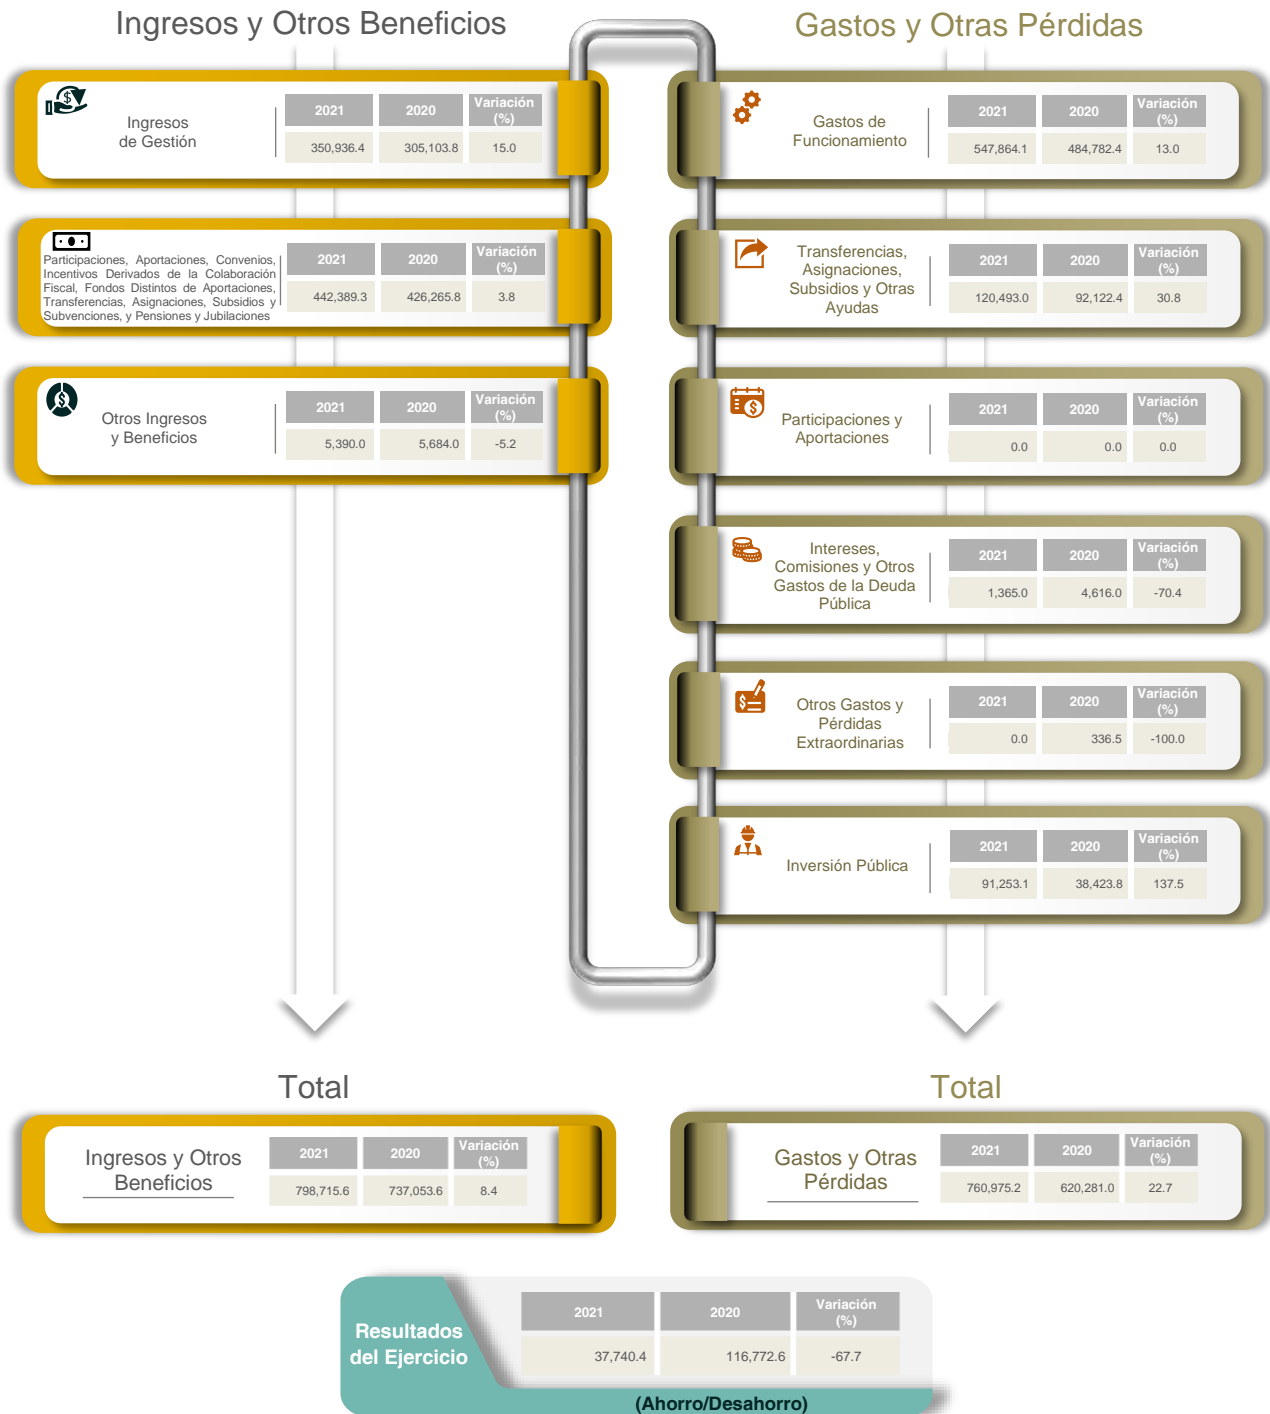 Ingresos y Otros Beneficios
Ingresos
de Gestión
2021 2020 Variación (%)
350,936.4 305,103.8 15.0
Participaciones, Aportaciones, Convenios,
Incentivos Derivados de la Colaboración
Fiscal, Fondos Distintos de Aportaciones,
Transferencias, Asignaciones, Subsidios y
Subvenciones, y Pensiones y Jubilaciones
2021 2020 Variación (%)
442,389.3 426,265.8 3.8
Otros Ingresos
y Beneficios
2021 2020 Variación (%)
5,390.0 5,684.0 -5.2
Gastos y Otras Pérdidas
Gastos de
Funcionamiento
2021 2020 Variación (%)
547,864.1 484,782.4 13.0
Transferencias,
Asignaciones,
Subsidios y Otras
Ayudas
2021 2020 Variación (%)
120,493.0 92,122.4 30.8
Participaciones y
Aportaciones
2021 2020 Variación (%)
0.0 0.0 0.0
Intereses,
Comisiones y Otros
Gastos de la Deuda
Pública
2021 2020 Variación (%)
1,365.0 4,616.0 -70.4
Otros Gastos y
Pérdidas
Extraordinarias
2021 2020 Variación (%)
0.0 336.5 -100.0
Inversión Pública
2021 2020 Variación (%)
91,253.1 38,423.8 137.5
Total
Ingresos y Otros
Beneficios
2021 2020 Variación (%)
798,715.6 737,053.6 8.4
Total
Gastos y Otras
Pérdidas
2021 2020 Variación (%)
760,975.2 620,281.0 22.7
Resultados
del Ejercicio
2021 2020 Variación (%)
37,740.4 116,772.6 -67.7
(Ahorro/Desahorro)